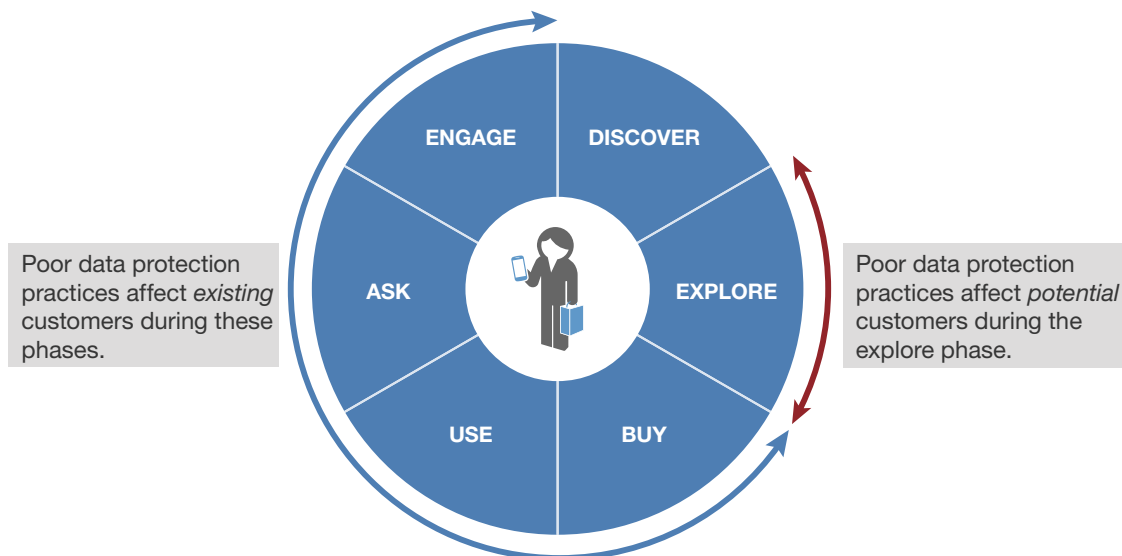 ENGAGE
DISCOVER
Poor data protection
practices affect existing
customers during these
phases.
ASK
EXPLORE
Poor data protection
practices affect potential
customers during the
explore phase.
USE
BUY